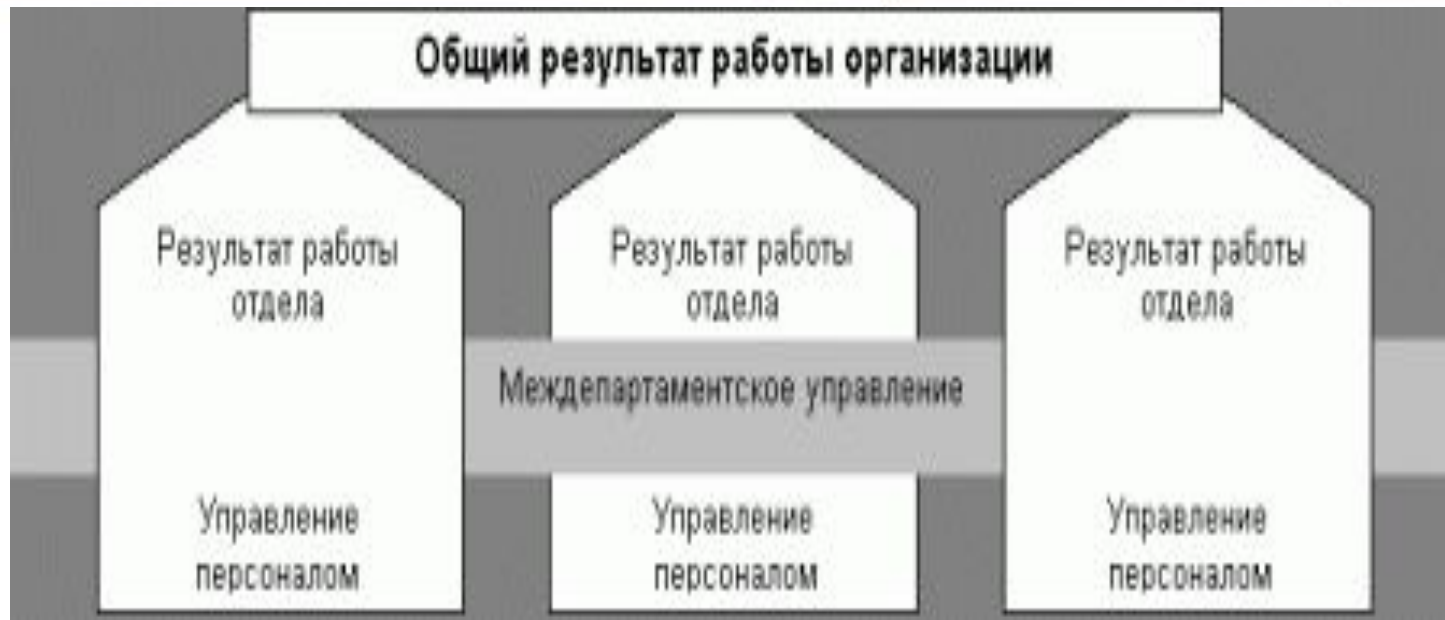 Общий результат работы организации
Результат работы
отдела
Результат работы
отдела
Результат работы
отдела
Междепартаментское управление
Управление
персоналом
Управление
персоналом
Управление
персоналом